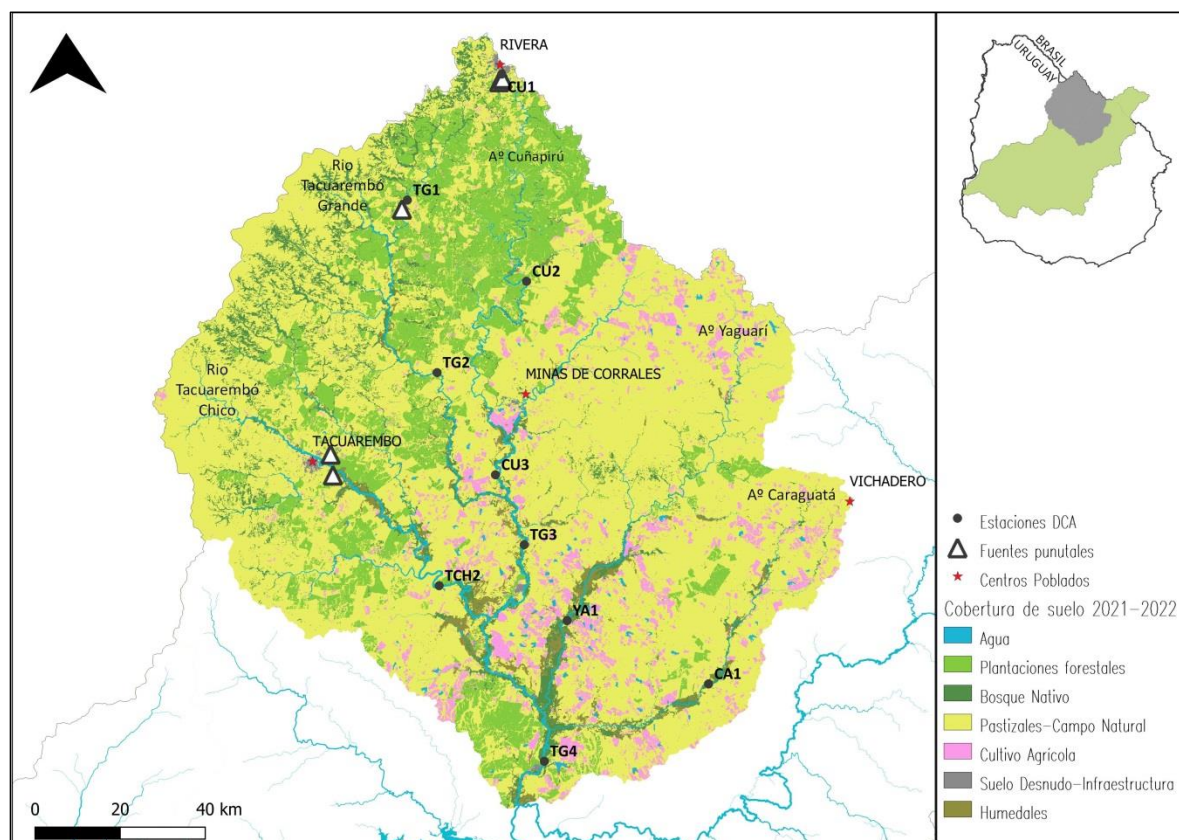 RIVERA
CU1
Aº Cuñapirú
Rio
Tacuarembó
Grande
TG1
CU2
Aº Yaguarí
TG2
MINAS DE CORRALES
Rio
Tacuarembó
Chico
TACUAREMBO
CU3
VICHADERO
Aº Caraguatá
TG3
TCH2
YA1
CA1
TG4
0 20 40 km
BRASIL
URUGUAY
Estaciones DCA
Fuentes punutales
Centros Poblados
Cobertura de suelo 2021-2022
Agua
Plantaciones forestales
Bosque Nativo
Pastizales-Campo Natural
Cultivo Agrícola
Suelo Desnudo-Infraestructura
Humedales